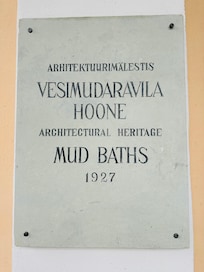 ARHITEKTUURIMÄLESTIS
VESIMUDARAVILA
HOONE
ARCHITECTURAL HERITAGE
MUD BATHS
1927